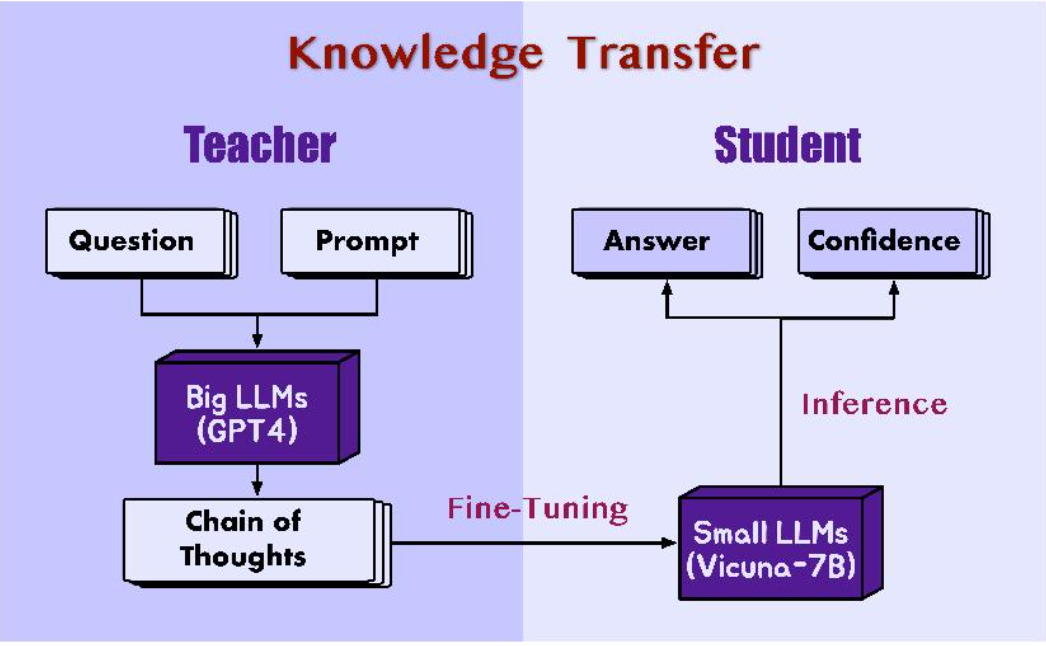 Knowledge Transfer
Teacher
Student
Question
Prompt
Answer
Confidence
Big LLMs
(GPT4)
Inference
Chain of
Thoughts
Fine-Tuning
Small LLMs
(Vicuna-7B)